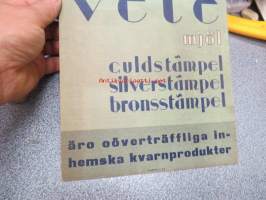 vete
mjöl
guldstämpel
silverstämpel
bronsstämpel
äro oöverträffliga in-
hemska kvarnprodukter